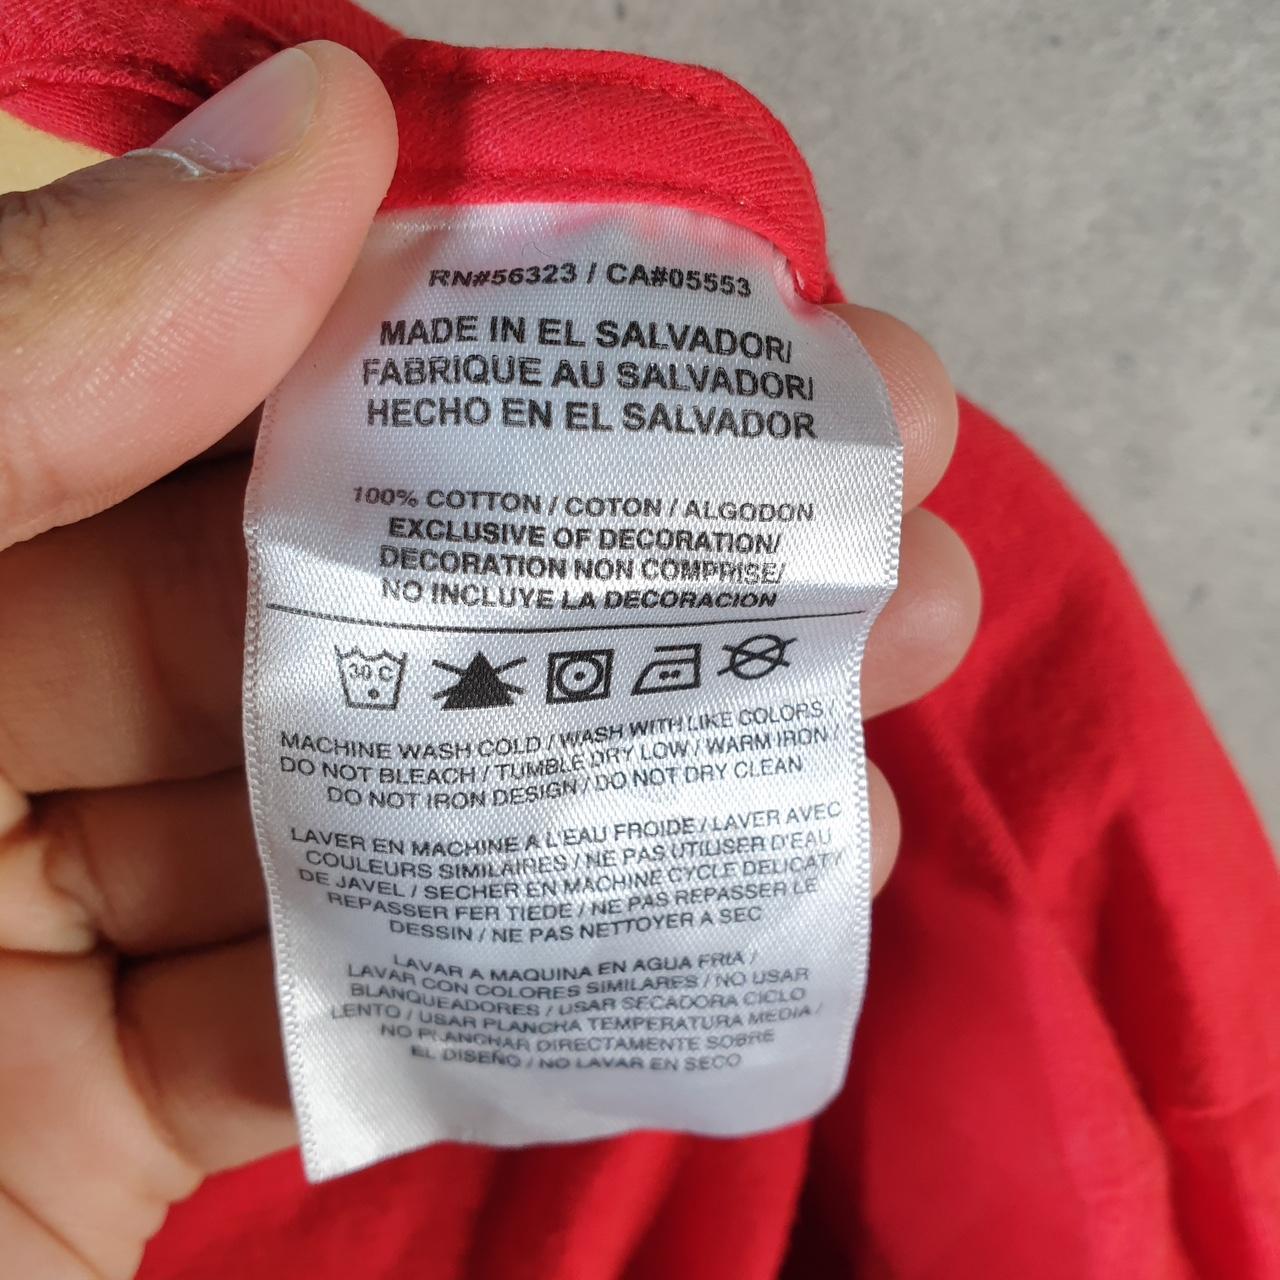 RN#56323 / CA#05553
MADE IN EL SALVADOR/
FABRIQUE AU SALVADOR/
HECHO EN EL SALVADOR
100% COTTON / COTON / ALGODON
EXCLUSIVE OF DECORATION/
DECORATION NON COMPRISE/
NO INCLUYE LA DECORACION
30 C
MACHINE WASH COLD / WASH WITH LIKE COLORS /
DO NOT BLEACH / TUMBLE DRY LOW / WARM IRON /
DO NOT IRON DESIGN / DO NOT DRY CLEAN
LAVER EN MACHINE A L'EAU FROIDE / LAVER AVEC
COULEURS SIMILAIRES / NE PAS UTILISER D'EAU
DE JAVEL / SECHER EN MACHINE CYCLE DELICAT /
REPASSER FER TIEDE / NE PAS REPASSER LE
DESSIN / NE PAS NETTOYER A SEC
LAVAR A MAQUINA EN AGUA FRIA /
LAVAR CON COLORES SIMILARES / NO USAR
BLANQUEADORES / USAR SECADORA CICLO
LENTO / USAR PLANCHA TEMPERATURA MEDIA /
NO PLANCHAR DIRECTAMENTE SOBRE
EL DISEÑO / NO LAVAR EN SECO